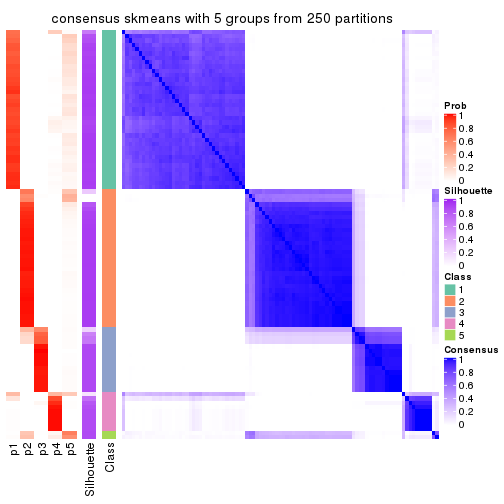 consensus skmeans with 5 groups from 250 partitions
Prob
1
0.8
0.6
0.4
0.2
0
Silhouette
1
0.8
0.6
0.4
0.2
0
Class
1
2
3
4
5
Consensus
1
0.8
0.6
0.4
0.2
0
p1
p2
p3
p4
p5
Silhouette
Class